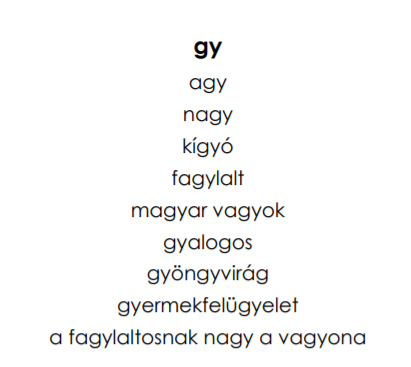 gy
agy
nagy
kígyó
fagylalt
magyar vagyok
gyalogos
gyöngyvirág
gyermekfelügyelet
a fagylaltosnak nagy a vagyona